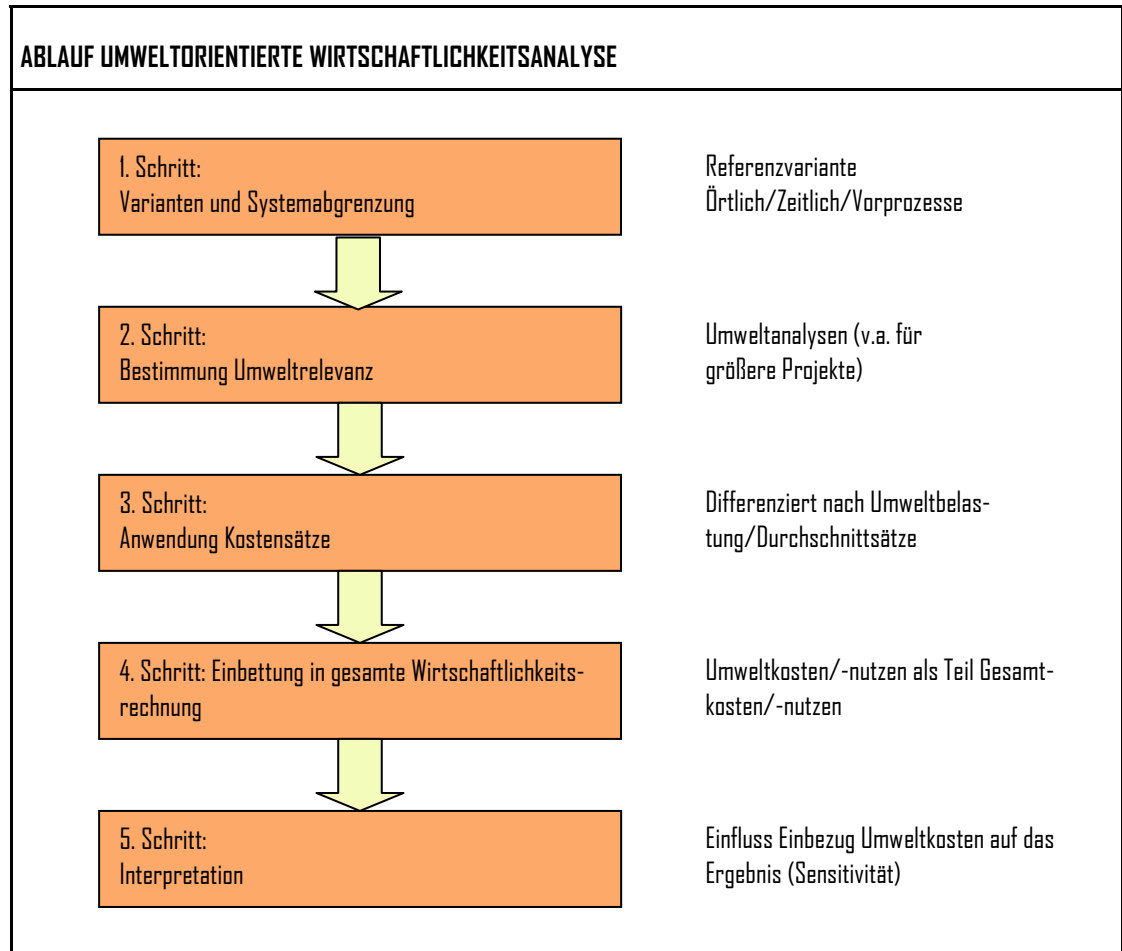 ABLAUF UMWELTORIENTIERTE WIRTSCHAFTLICHKEITSANALYSE
1. Schritt:
Varianten und Systemabgrenzung
Referenzvariante
Örtlich/Zeitlich/Vorprozesse
2. Schritt:
Bestimmung Umweltrelevanz
Umweltanalysen (v.a. für
größere Projekte)
3. Schritt:
Anwendung Kostensätze
Differenziert nach Umweltbelas-
tung/Durchschnittsätze
4. Schritt: Einbettung in gesamte Wirtschaftlichkeits-
rechnung
Umweltkosten/-nutzen als Teil Gesamt-
kosten/-nutzen
5. Schritt:
Interpretation
Einfluss Einbezug Umweltkosten auf das
Ergebnis (Sensitivität)